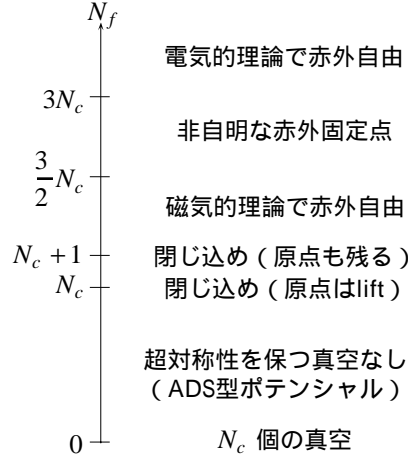 N_f
電気的理論で赤外自由
3N_c
非自明な赤外固定点
3/2 N_c
磁気的理論で赤外自由
N_c + 1 閉じ込め（原点も残る）
N_c 閉じ込め（原点はlift）
超対称性を保つ真空なし
（ADS型ポテンシャル）
0 N_c 個の真空